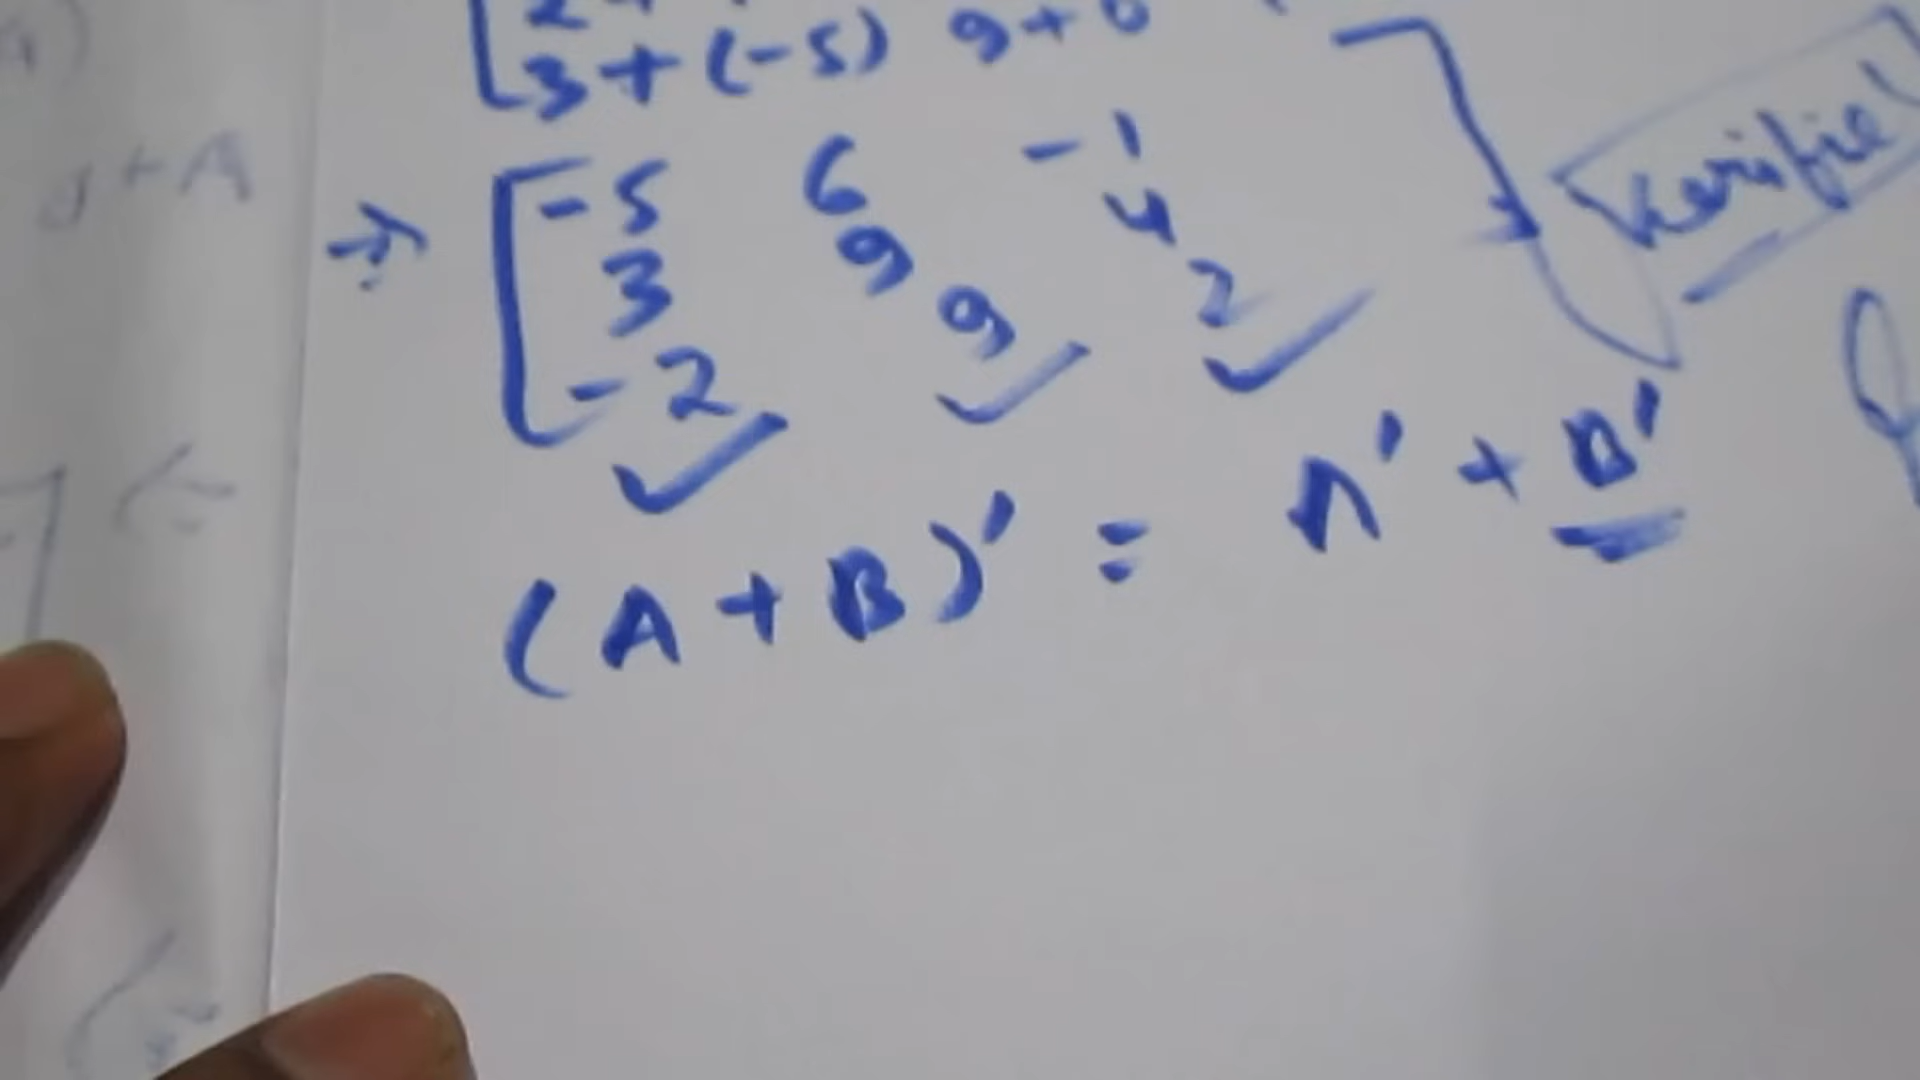 3 + (-5) 9 + 0
⇒ [ -5 6 -1
3 9 4
-2 9 2
Verified
(A + B)' = A' + B'